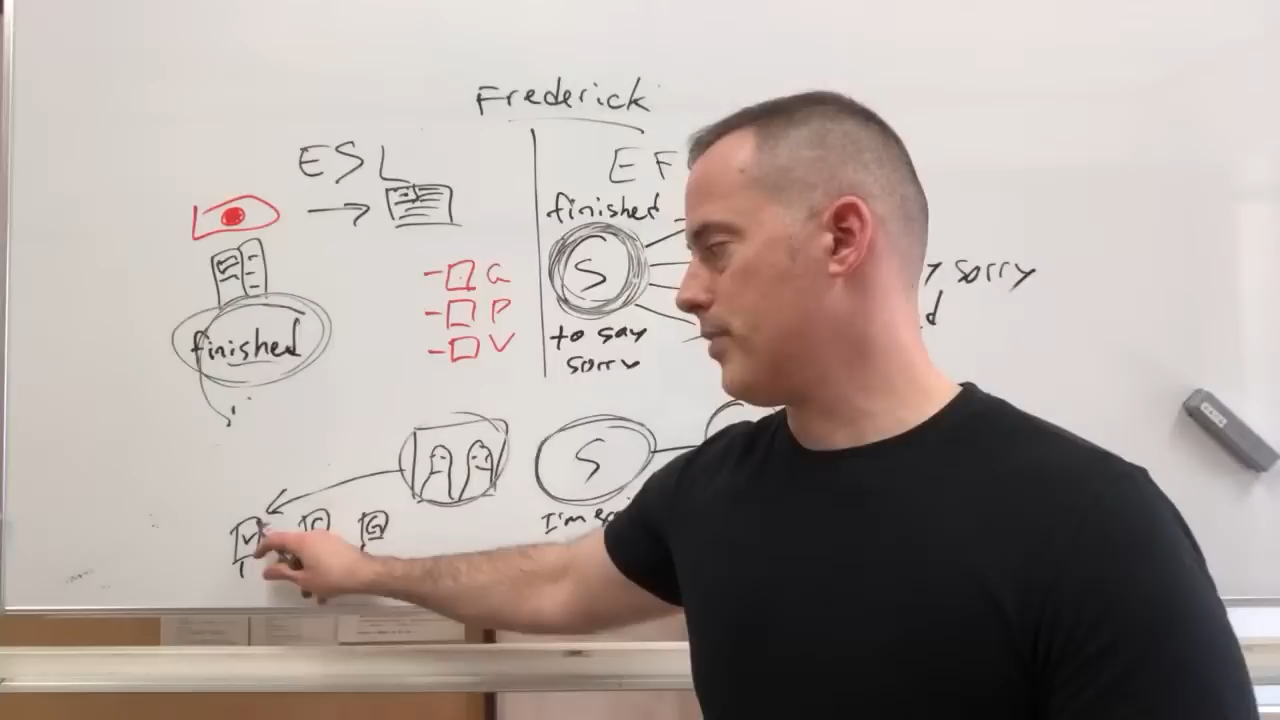 Frederick
ESL
EF
finished
S
finished
to say
sorry
sorry
G
P
V
S
I'm
V
C
G